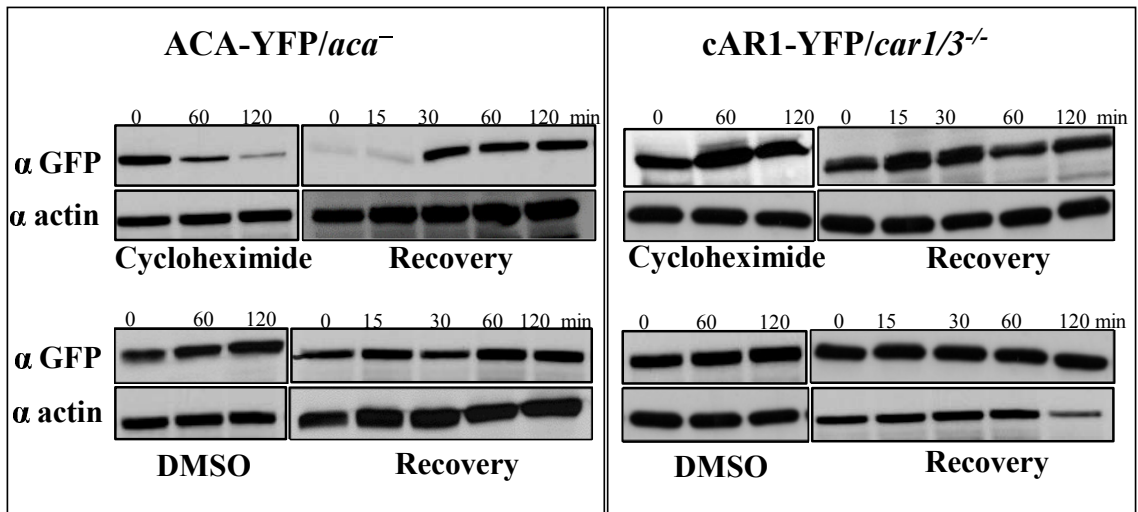 ACA-YFP/aca⁻
0 60 120 0 15 30 60 120 min
α GFP
α actin
Cycloheximide Recovery
0 60 120 0 15 30 60 120 min
α GFP
α actin
DMSO Recovery
cAR1-YFP/car1/3⁻/⁻
0 60 120 0 15 30 60 120 min
Cycloheximide Recovery
0 60 120 0 15 30 60 120 min
DMSO Recovery